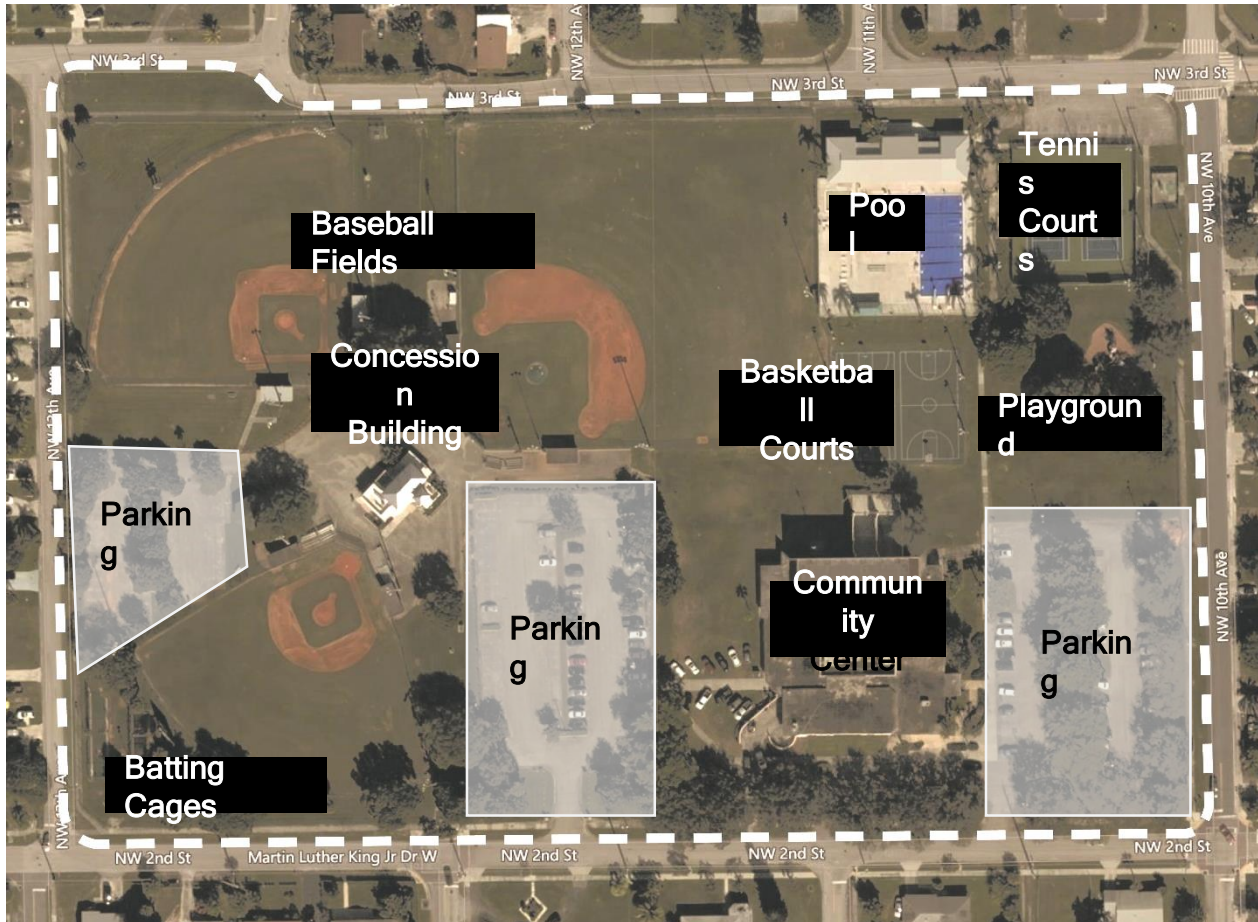 NW 3rd St
NW 12th A
NW 11th A
NW 3rd St
NW 3rd St
NW 3rd St
Tenni
s
Court
s
NW 10th Ave
Poo
l
Baseball
Fields
Concessio
n
Building
Basketba
ll
Courts
Playgroun
d
Parkin
g
Parkin
g
Commun
ity
Center
Parkin
g
NW 10th Ave
Batting
Cages
NW 2nd St
Martin Luther King Jr Dr W
NW 2nd St
NW 2nd St
NW 2nd St